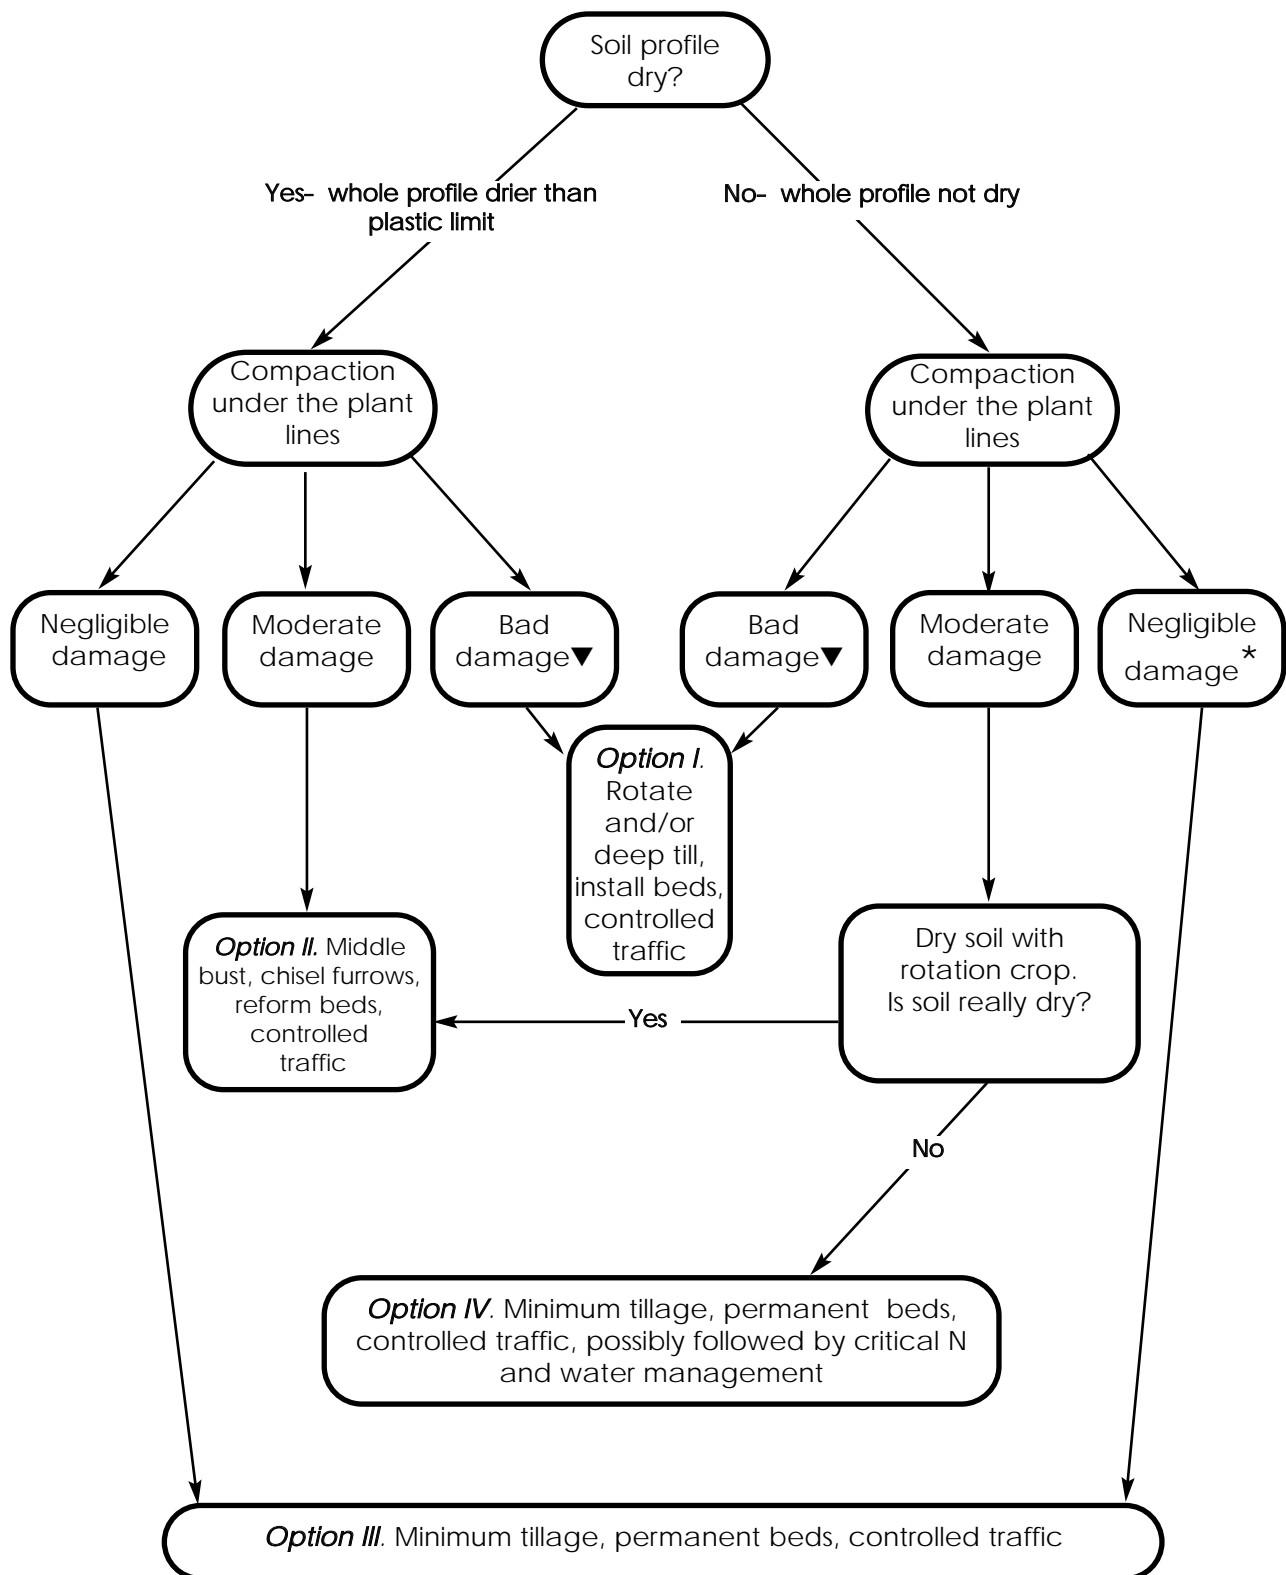 Soil profile
dry?
Yes- whole profile drier than
plastic limit
No- whole profile not dry
Compaction
under the plant
lines
Compaction
under the plant
lines
Negligible
damage
Moderate
damage
Bad
damage▼
Bad
damage▼
Moderate
damage
Negligible
damage*
Option I.
Rotate
and/or
deep till,
install beds,
controlled
traffic
Option II. Middle
bust, chisel furrows,
reform beds,
controlled
traffic
Dry soil with
rotation crop.
Is soil really dry?
Yes
No
Option IV. Minimum tillage, permanent beds,
controlled traffic, possibly followed by critical N
and water management
Option III. Minimum tillage, permanent beds, controlled traffic